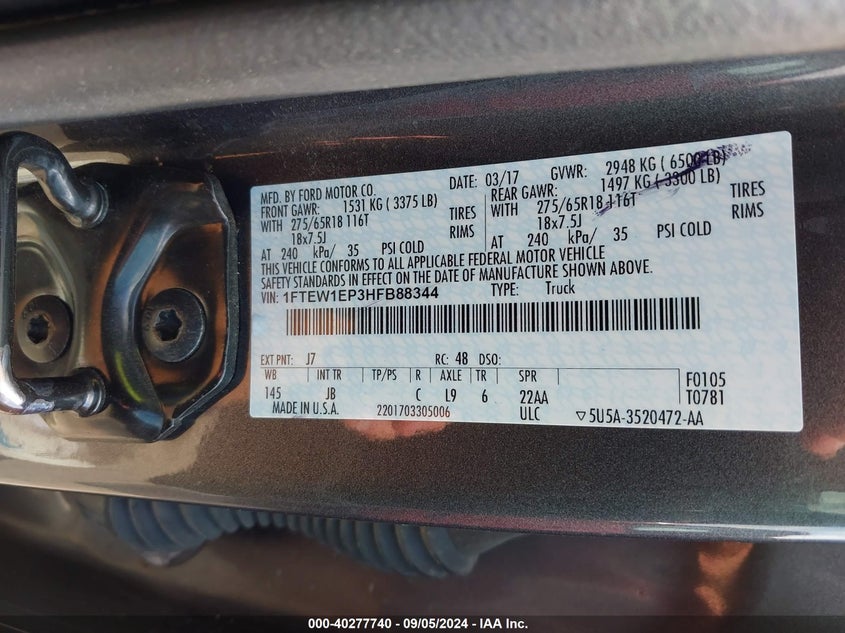 MFD. BY FORD MOTOR CO.
DATE: 03/17 GVWR: 2948 KG ( 6500 LB)
FRONT GAWR: 1531 KG ( 3375 LB) REAR GAWR: 1497 KG ( 3300 LB)
WITH 275/65R18 116T TIRES WITH 275/65R18 116T TIRES
18x7.5J RIMS 18x7.5J RIMS
AT 240 kPa/ 35 PSI COLD AT 240 kPa/ 35 PSI COLD
THIS VEHICLE CONFORMS TO ALL APPLICABLE FEDERAL MOTOR VEHICLE
SAFETY STANDARDS IN EFFECT ON THE DATE OF MANUFACTURE SHOWN ABOVE.
VIN: 1FTEW1EP3HFB88344 TYPE: Truck
EXT PNT: J7 RC: 48 DSO:
WB INT TR TP/PS R AXLE TR SPR F0105
145 JB C L9 6 22AA T0781
MADE IN U.S.A. 2201703305006 ULC ▽5U5A-3520472-AA
000-40277740 - 09/05/2024 - IAA Inc.